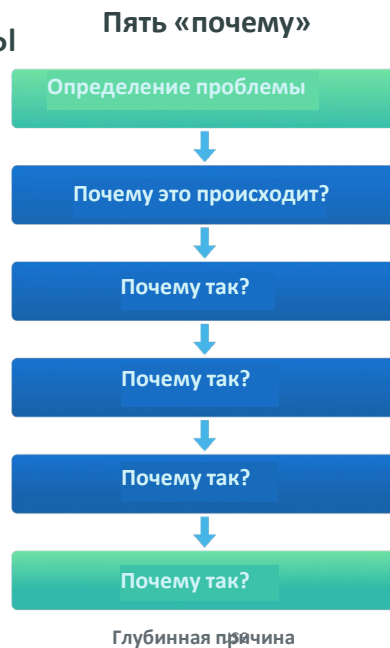 Пять «почему»
ы
Определение проблемы
Почему это происходит?
Почему так?
Почему так?
Почему так?
Почему так?
Глубинная причина